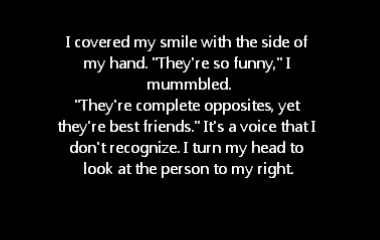 I covered my smile with the side of
my hand. "They're so funny," I
mummbled.
"They're complete opposites, yet
they're best friends." It's a voice that I
don't recognize. I turn my head to
look at the person to my right.